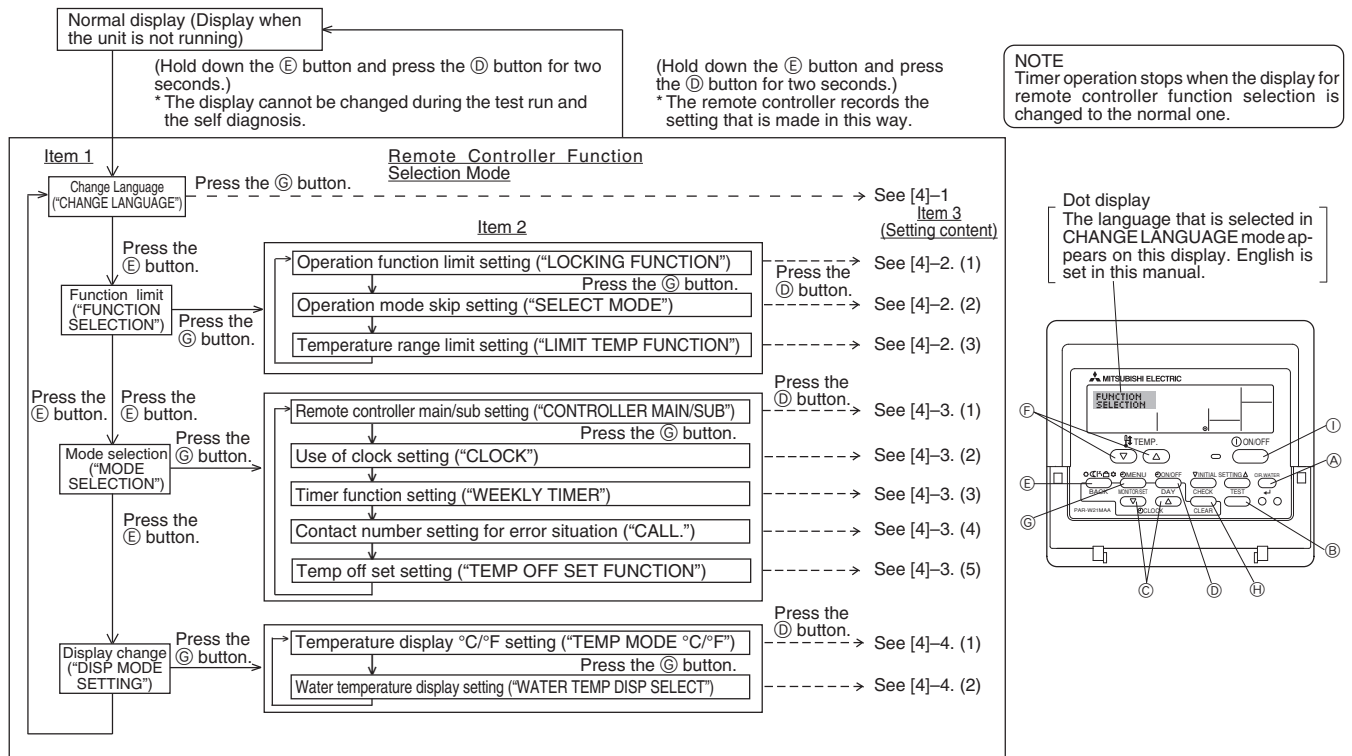 Normal display (Display when
the unit is not running)
(Hold down the Ⓔ button and press the Ⓓ button for two
seconds.)
* The display cannot be changed during the test run and
the self diagnosis.
(Hold down the Ⓔ button and press
the Ⓓ button for two seconds.)
* The remote controller records the
setting that is made in this way.
NOTE
Timer operation stops when the display for
remote controller function selection is
changed to the normal one.
Item 1
Remote Controller Function
Selection Mode
Change Language
("CHANGE LANGUAGE")
Press the Ⓖ button.
See [4]–1
Item 2
Item 3
(Setting content)
Press the
Ⓔ button.
Function limit
("FUNCTION
SELECTION")
Press the
Ⓖ button.
Operation function limit setting ("LOCKING FUNCTION")
Press the
Ⓓ button.
See [4]–2. (1)
Press the Ⓖ button.
Operation mode skip setting ("SELECT MODE")
See [4]–2. (2)
Temperature range limit setting ("LIMIT TEMP FUNCTION")
See [4]–2. (3)
Press the
Ⓔ button.
Press the
Ⓔ button.
Mode selection
("MODE
SELECTION")
Press the
Ⓖ button.
Remote controller main/sub setting ("CONTROLLER MAIN/SUB")
Press the
Ⓓ button.
See [4]–3. (1)
Press the Ⓖ button.
Use of clock setting ("CLOCK")
See [4]–3. (2)
Timer function setting ("WEEKLY TIMER")
See [4]–3. (3)
Contact number setting for error situation ("CALL.")
See [4]–3. (4)
Temp off set setting ("TEMP OFF SET FUNCTION")
See [4]–3. (5)
Press the
Ⓔ button.
Display change
("DISP MODE
SETTING")
Press the
Ⓖ button.
Temperature display °C/°F setting ("TEMP MODE °C/°F")
Press the
Ⓓ button.
See [4]–4. (1)
Press the Ⓖ button.
Water temperature display setting ("WATER TEMP DISP SELECT")
See [4]–4. (2)
Dot display
The language that is selected in
CHANGE LANGUAGE mode ap-
pears on this display. English is
set in this manual.
MITSUBISHI ELECTRIC
FUNCTION
SELECTION
Ⓕ
TEMP.
ON/OFF
Ⓘ
MENU
ON/OFF
INITIAL SETTING
CIR.WATER
Ⓐ
Ⓔ
BACK
MONITOR/SET
DAY
CHECK
TEST
Ⓖ
PAR-W21MAA
CLOCK
CLEAR
Ⓑ
Ⓒ
Ⓓ
Ⓗ